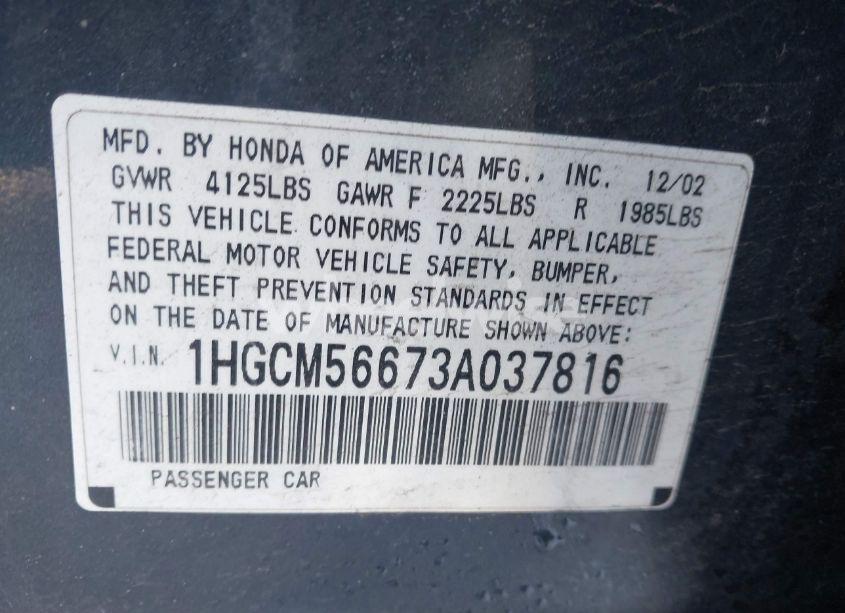 MFD. BY HONDA OF AMERICA MFG., INC. 12/02
GVWR 4125LBS GAWR F 2225LBS R 1985LBS
THIS VEHICLE CONFORMS TO ALL APPLICABLE
FEDERAL MOTOR VEHICLE SAFETY, BUMPER,
AND THEFT PREVENTION STANDARDS IN EFFECT
ON THE DATE OF MANUFACTURE SHOWN ABOVE:
V.I.N. 1HGCM56673A037816
PASSENGER CAR